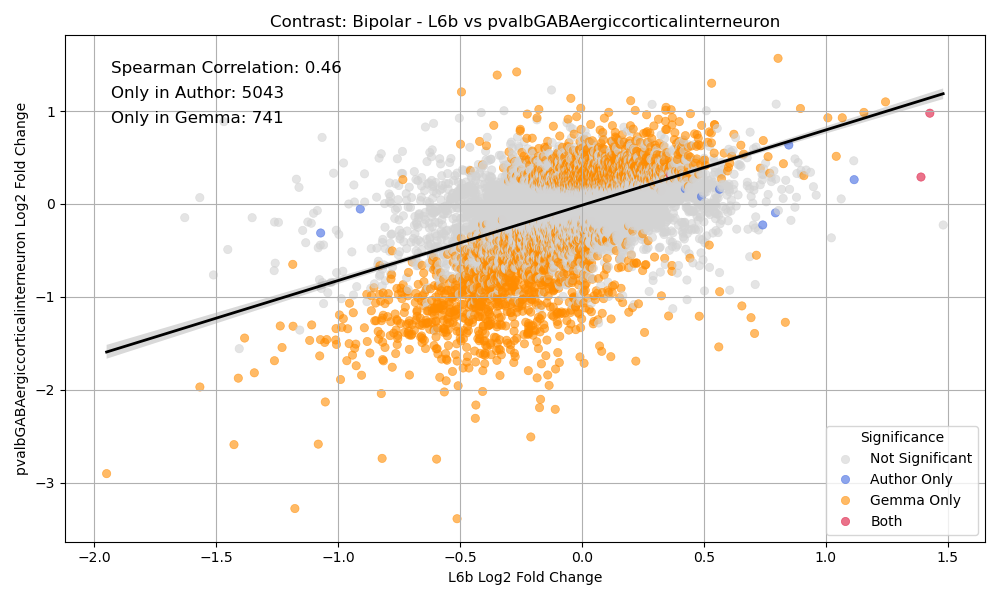 Contrast: Bipolar - L6b vs pvalbGABAergiccorticalinterneuron
Spearman Correlation: 0.46
Only in Author: 5043
Only in Gemma: 741
pvalbGABAergiccorticalinterneuron Log2 Fold Change
1
0
−1
−2
−3
Significance
Not Significant
Author Only
Gemma Only
Both
−2.0 −1.5 −1.0 −0.5 0.0 0.5 1.0 1.5
L6b Log2 Fold Change